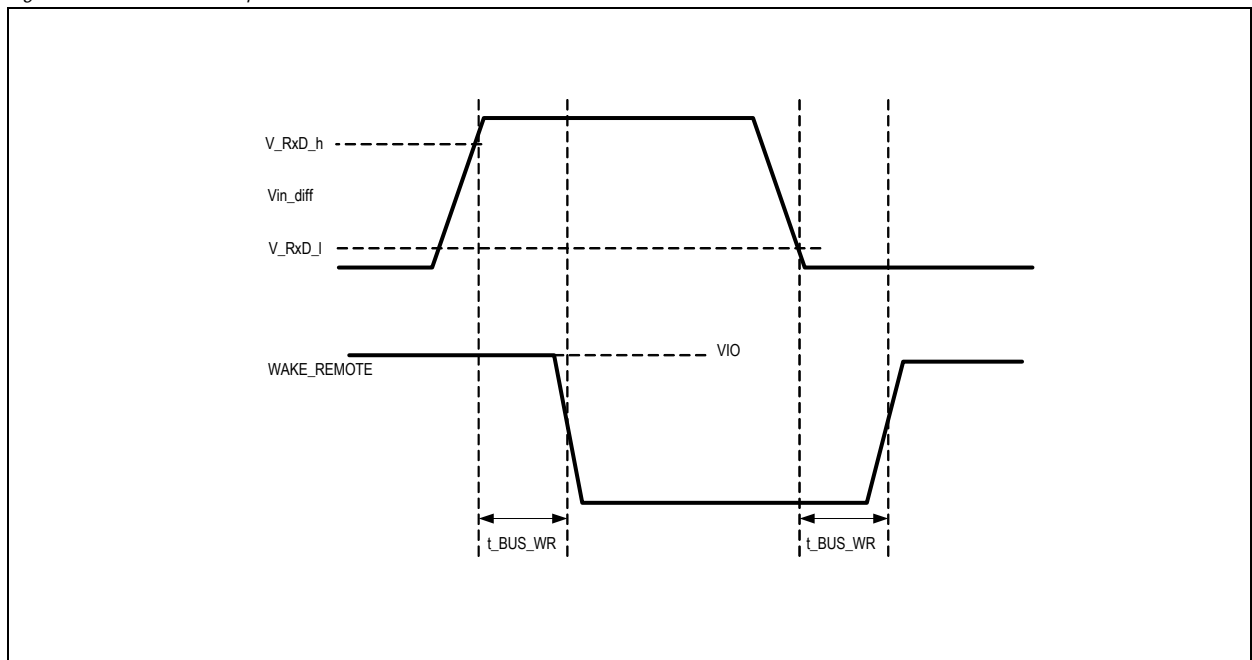 V_RxD_h
Vin_diff
V_RxD_l
VIO
WAKE_REMOTE
t_BUS_WR
t_BUS_WR